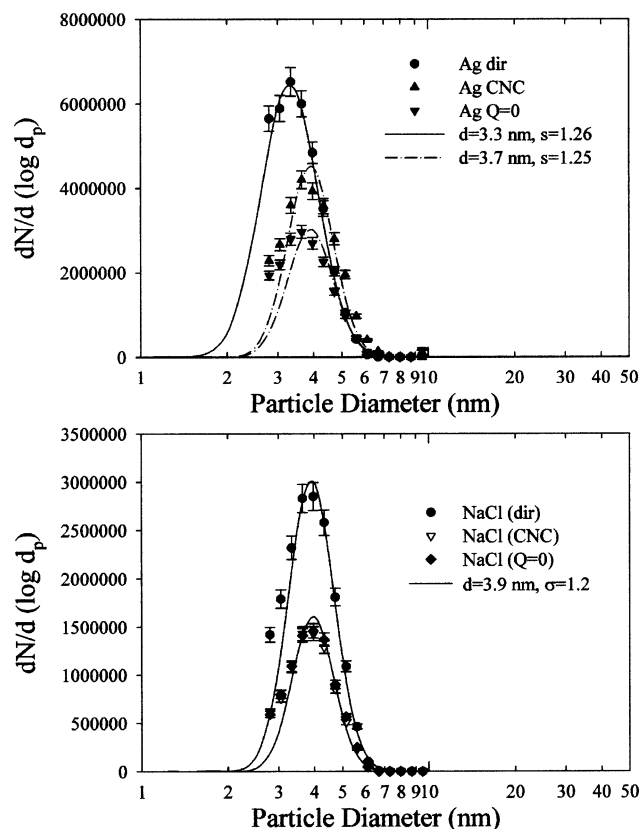 8000000
6000000
4000000
2000000
0
dN/d (log dp)
Ag dir
Ag CNC
Ag Q=0
d=3.3 nm, s=1.26
d=3.7 nm, s=1.25
1 2 3 4 5 6 7 8 910 20 30 40 50
Particle Diameter (nm)
3500000
3000000
2500000
2000000
1500000
1000000
500000
0
dN/d (log dp)
NaCl (dir)
NaCl (CNC)
NaCl (Q=0)
d=3.9 nm, σ=1.2
1 2 3 4 5 6 7 8 910 20 30 40 50
Particle Diameter (nm)